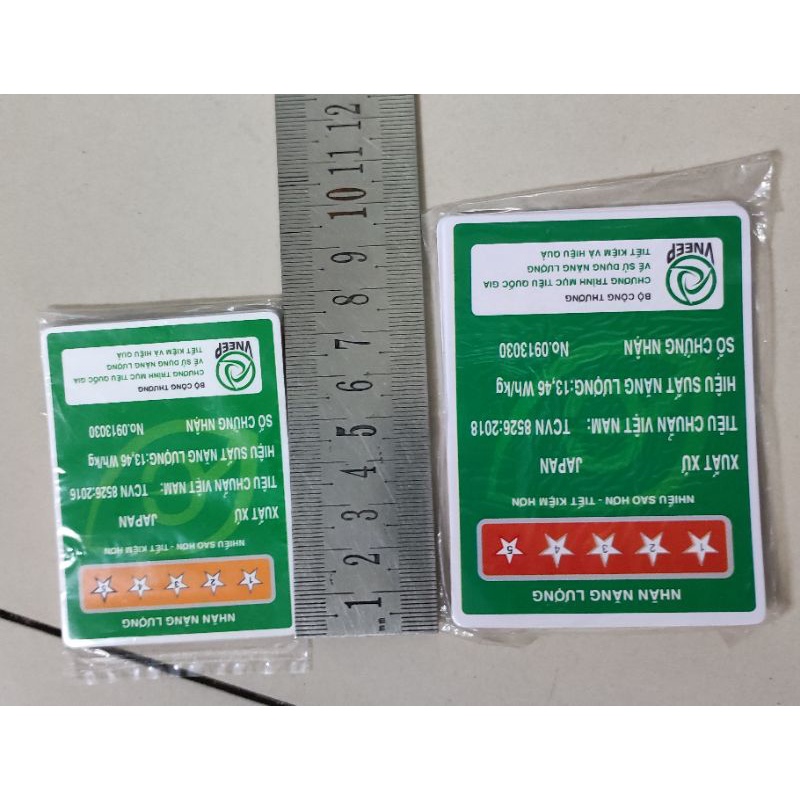 NHÃN NĂNG LƯỢNG
1 2 3 4 5
NHIỀU SAO HƠN - TIẾT KIỆM HƠN
XUẤT XỨ JAPAN
TIÊU CHUẨN VIỆT NAM: TCVN 8526:2016
HIỆU SUẤT NĂNG LƯỢNG:13,46 Wh/kg
SỐ CHỨNG NHẬN No.0913030
BỘ CÔNG THƯƠNG
CHƯƠNG TRÌNH MỤC TIÊU QUỐC GIA
VỀ SỬ DỤNG NĂNG LƯỢNG
TIẾT KIỆM VÀ HIỆU QUẢ
VNEEP
mm 1 2 3 4 5 6 7 8 9 10 11 12
NHÃN NĂNG LƯỢNG
1 2 3 4 5
NHIỀU SAO HƠN - TIẾT KIỆM HƠN
XUẤT XỨ JAPAN
TIÊU CHUẨN VIỆT NAM: TCVN 8526:2018
HIỆU SUẤT NĂNG LƯỢNG:13,46 Wh/kg
SỐ CHỨNG NHẬN No.0913030
BỘ CÔNG THƯƠNG
CHƯƠNG TRÌNH MỤC TIÊU QUỐC GIA
VỀ SỬ DỤNG NĂNG LƯỢNG
TIẾT KIỆM VÀ HIỆU QUẢ
VNEEP